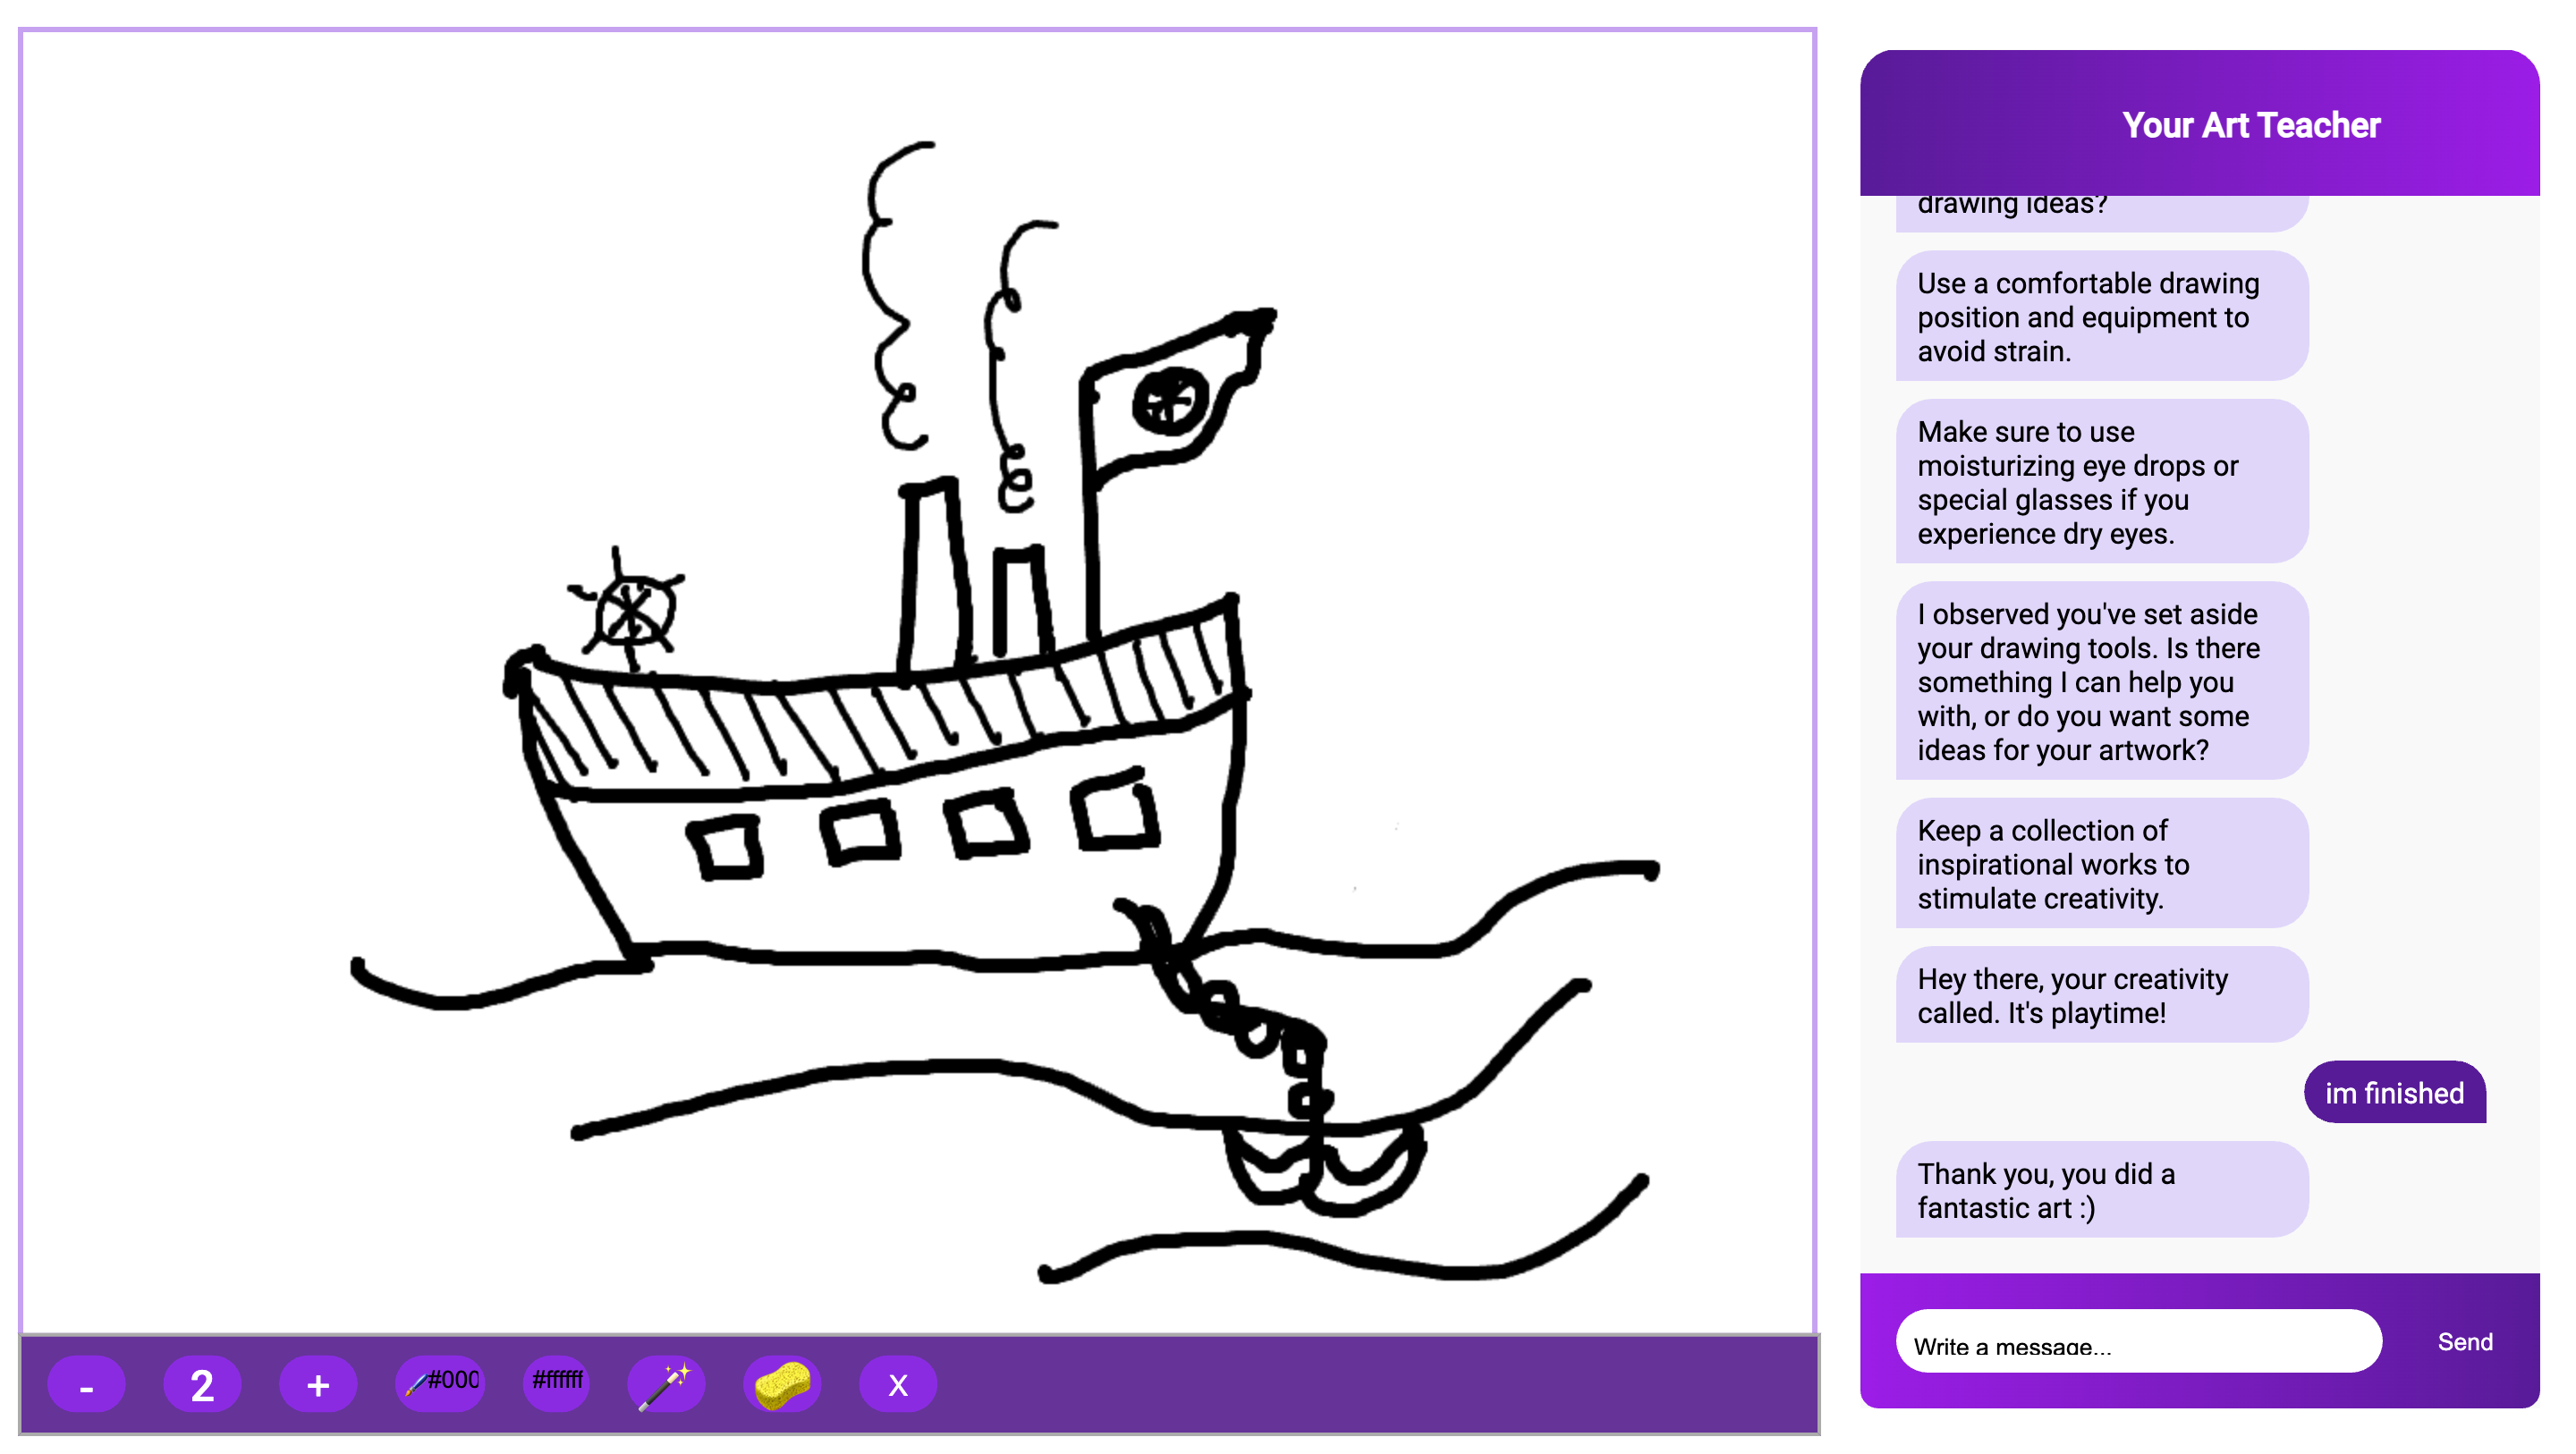 Your Art Teacher
drawing ideas?
Use a comfortable drawing
position and equipment to
avoid strain.
Make sure to use
moisturizing eye drops or
special glasses if you
experience dry eyes.
I observed you've set aside
your drawing tools. Is there
something I can help you
with, or do you want some
ideas for your artwork?
Keep a collection of
inspirational works to
stimulate creativity.
Hey there, your creativity
called. It's playtime!
im finished
Thank you, you did a
fantastic art :)
Write a message...
Send
- 2 + #000 #ffffff X